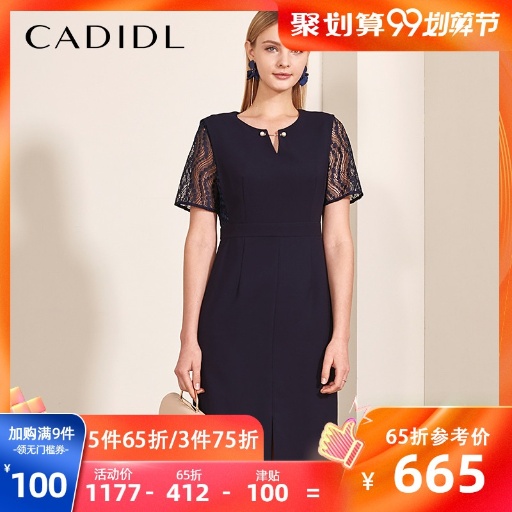 CADIDL
聚划算99划算节
加购满9件
-领无门槛券-
¥100
5件65折/3件75折
活动价 65折 津贴
1177- 412 - 100 =
65折参考价
¥ 665